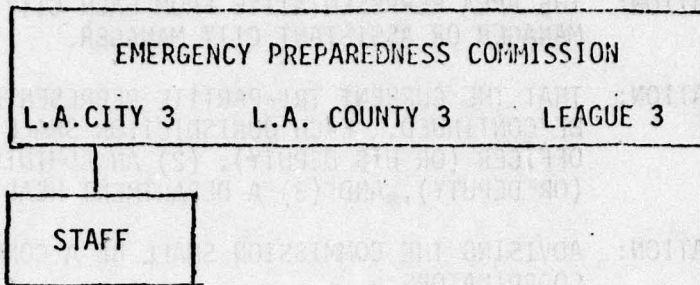 EMERGENCY PREPAREDNESS COMMISSION
L.A. CITY 3 L.A. COUNTY 3 LEAGUE 3
STAFF